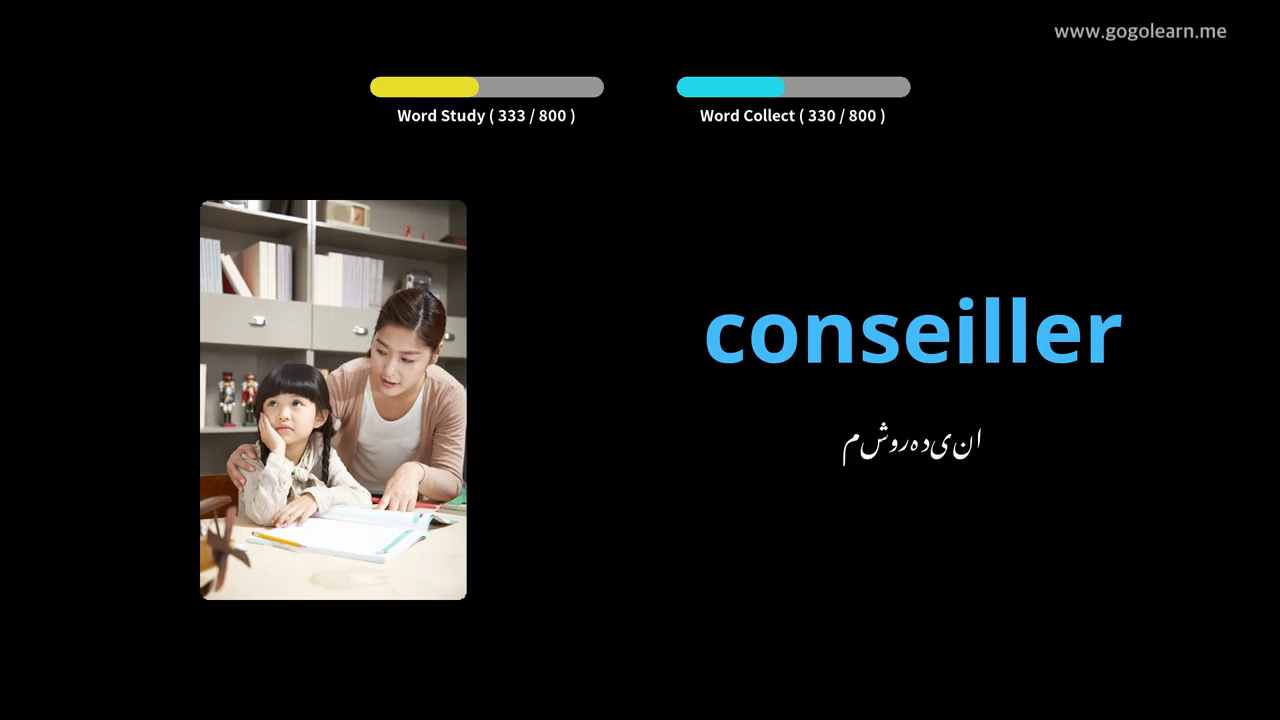 www.gogolearn.me
Word Study ( 333 / 800 )
Word Collect ( 330 / 800 )
conseiller
مشورہ دینا